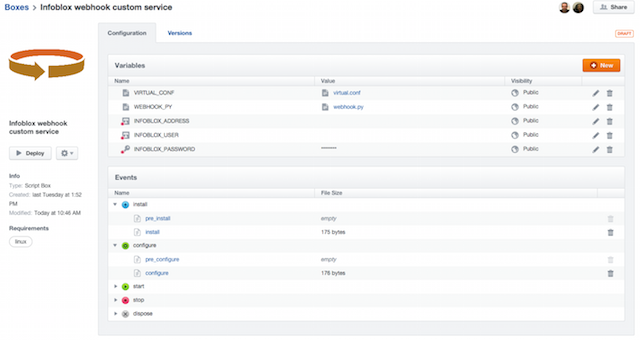 Boxes > Infoblox webhook custom service
Share
Configuration Versions
DRAFT
Variables
New
Name Value Visibility
VIRTUAL_CONF virtual.conf Public
WEBHOOK_PY webhook.py Public
INFOBLOX_ADDRESS Public
INFOBLOX_USER Public
INFOBLOX_PASSWORD ******** Public
Infoblox webhook
custom service
Deploy
Info
Type: Script Box
Created: last Tuesday at 1:52
PM
Modified: Today at 10:46 AM
Requirements
linux
Events
Name File Size
install
pre_install empty
install 175 bytes
configure
pre_configure empty
configure 176 bytes
start
stop
dispose